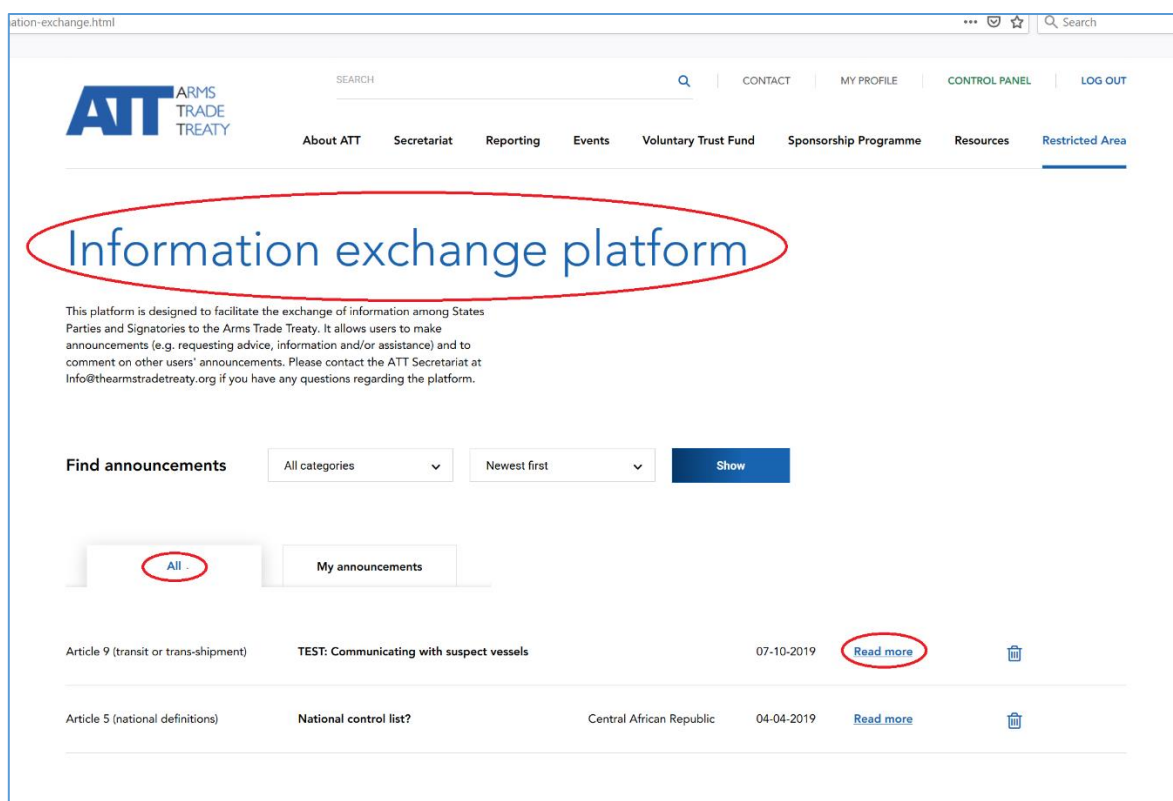 ation-exchange.html
Search
ATT ARMS
TRADE
TREATY
SEARCH
CONTACT MY PROFILE CONTROL PANEL LOG OUT
About ATT Secretariat Reporting Events Voluntary Trust Fund Sponsorship Programme Resources Restricted Area
Information exchange platform
This platform is designed to facilitate the exchange of information among States
Parties and Signatories to the Arms Trade Treaty. It allows users to make
announcements (e.g. requesting advice, information and/or assistance) and to
comment on other users' announcements. Please contact the ATT Secretariat at
Info@thearmstradetreaty.org if you have any questions regarding the platform.
Find announcements All categories Newest first Show
All My announcements
Article 9 (transit or trans-shipment) TEST: Communicating with suspect vessels 07-10-2019 Read more
Article 5 (national definitions) National control list? Central African Republic 04-04-2019 Read more